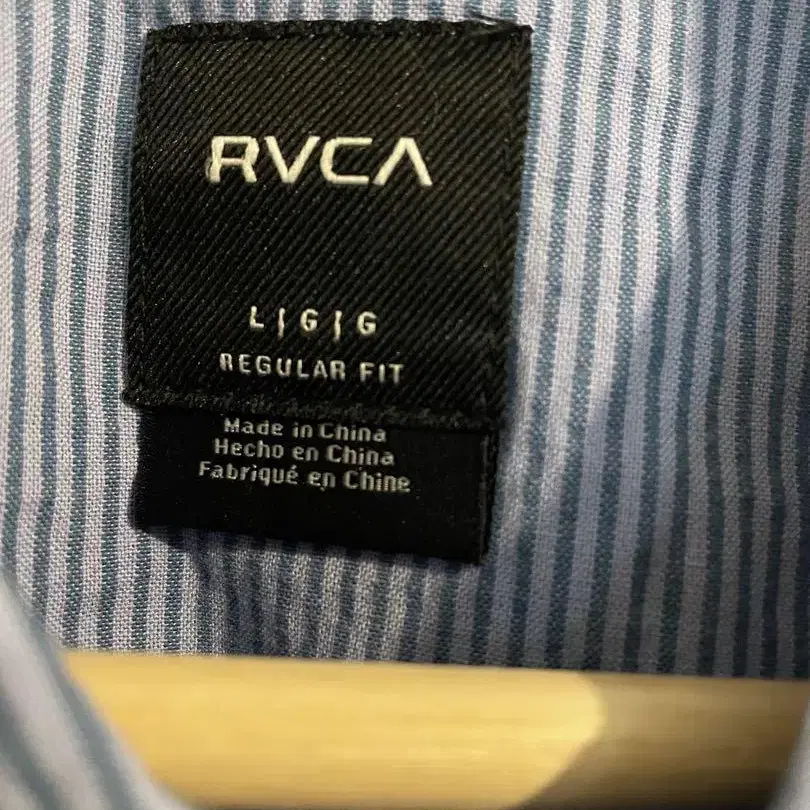 RVCA
L | G | G
REGULAR FIT
Made in China
Hecho en China
Fabriqué en Chine